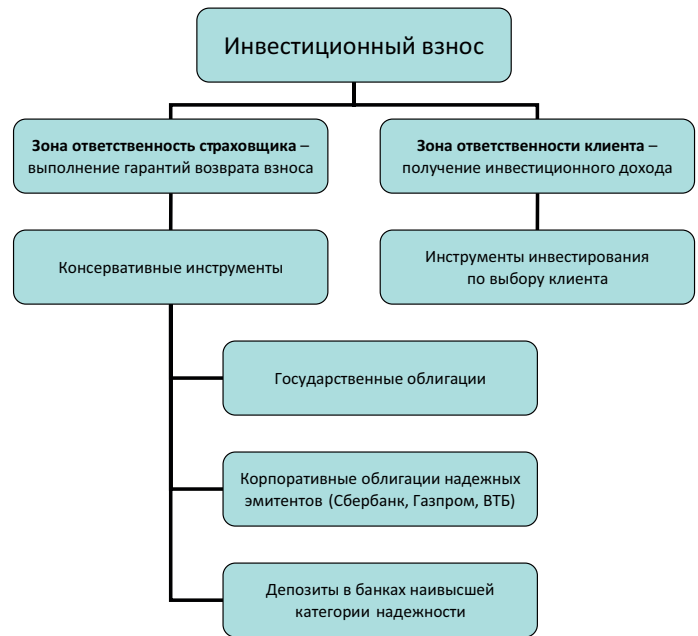 Инвестиционный взнос
Зона ответственность страховщика –
выполнение гарантий возврата взноса
Зона ответственности клиента –
получение инвестиционного дохода
Консервативные инструменты
Инструменты инвестирования
по выбору клиента
Государственные облигации
Корпоративные облигации надежных
эмитентов (Сбербанк, Газпром, ВТБ)
Депозиты в банках наивысшей
категории надежности